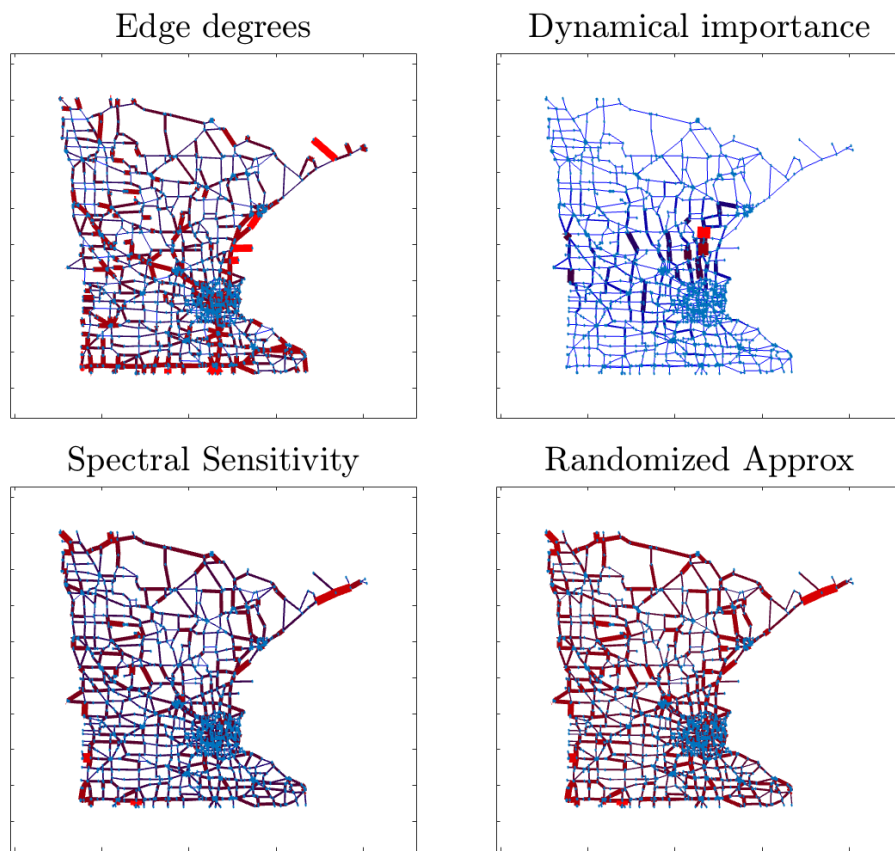 Edge degrees
Dynamical importance
Spectral Sensitivity
Randomized Approx